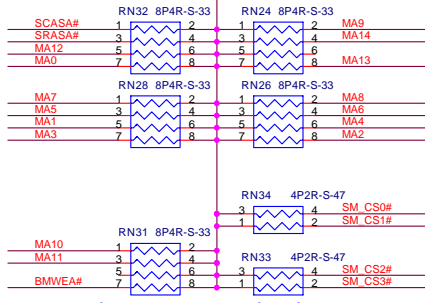 RN32 8P4R-S-33 RN24 8P4R-S-33
SCASA# 1 2 1 2 MA9
SRASA# 3 4 3 4 MA14
MA12 5 6 5 6
MA0 7 8 7 8 MA13
RN28 8P4R-S-33 RN26 8P4R-S-33
MA7 1 2 1 2 MA8
MA5 3 4 3 4 MA6
MA1 5 6 5 6 MA4
MA3 7 8 7 8 MA2
RN34 4P2R-S-47
3 4 SM_CS0#
1 2 SM_CS1#
RN31 8P4R-S-33
MA10 1 2
MA11 3 4 RN33 4P2R-S-47
5 6 3 4 SM_CS2#
BMWEA# 7 8 1 2 SM_CS3#